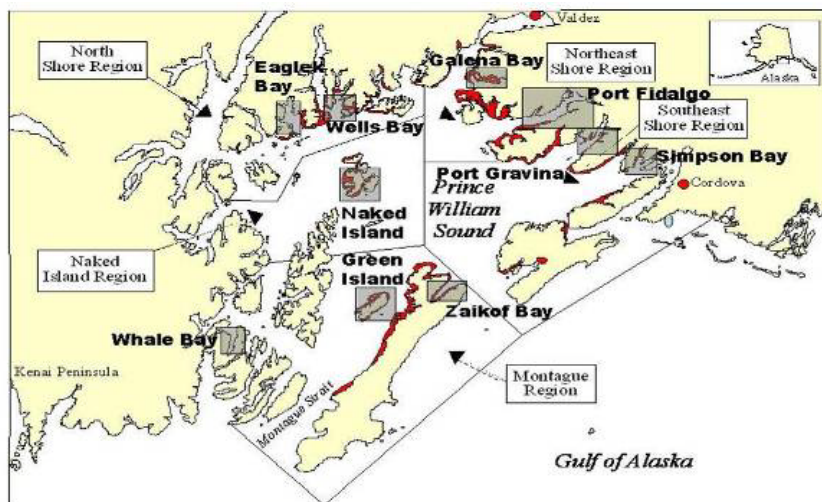 Valdez
North
Shore Region
Galena Bay
Northeast
Shore Region
Alaska
Eaglek
Bay
Port Fidalgo
Wells Bay
Southeast
Shore Region
Simpson Bay
Port Gravina
Cordova
Prince
William
Sound
Naked
Island
Naked
Island Region
Green
Island
Zaikof Bay
Whale Bay
Kenai Peninsula
Montague
Region
Montague Strait
Gulf of Alaska